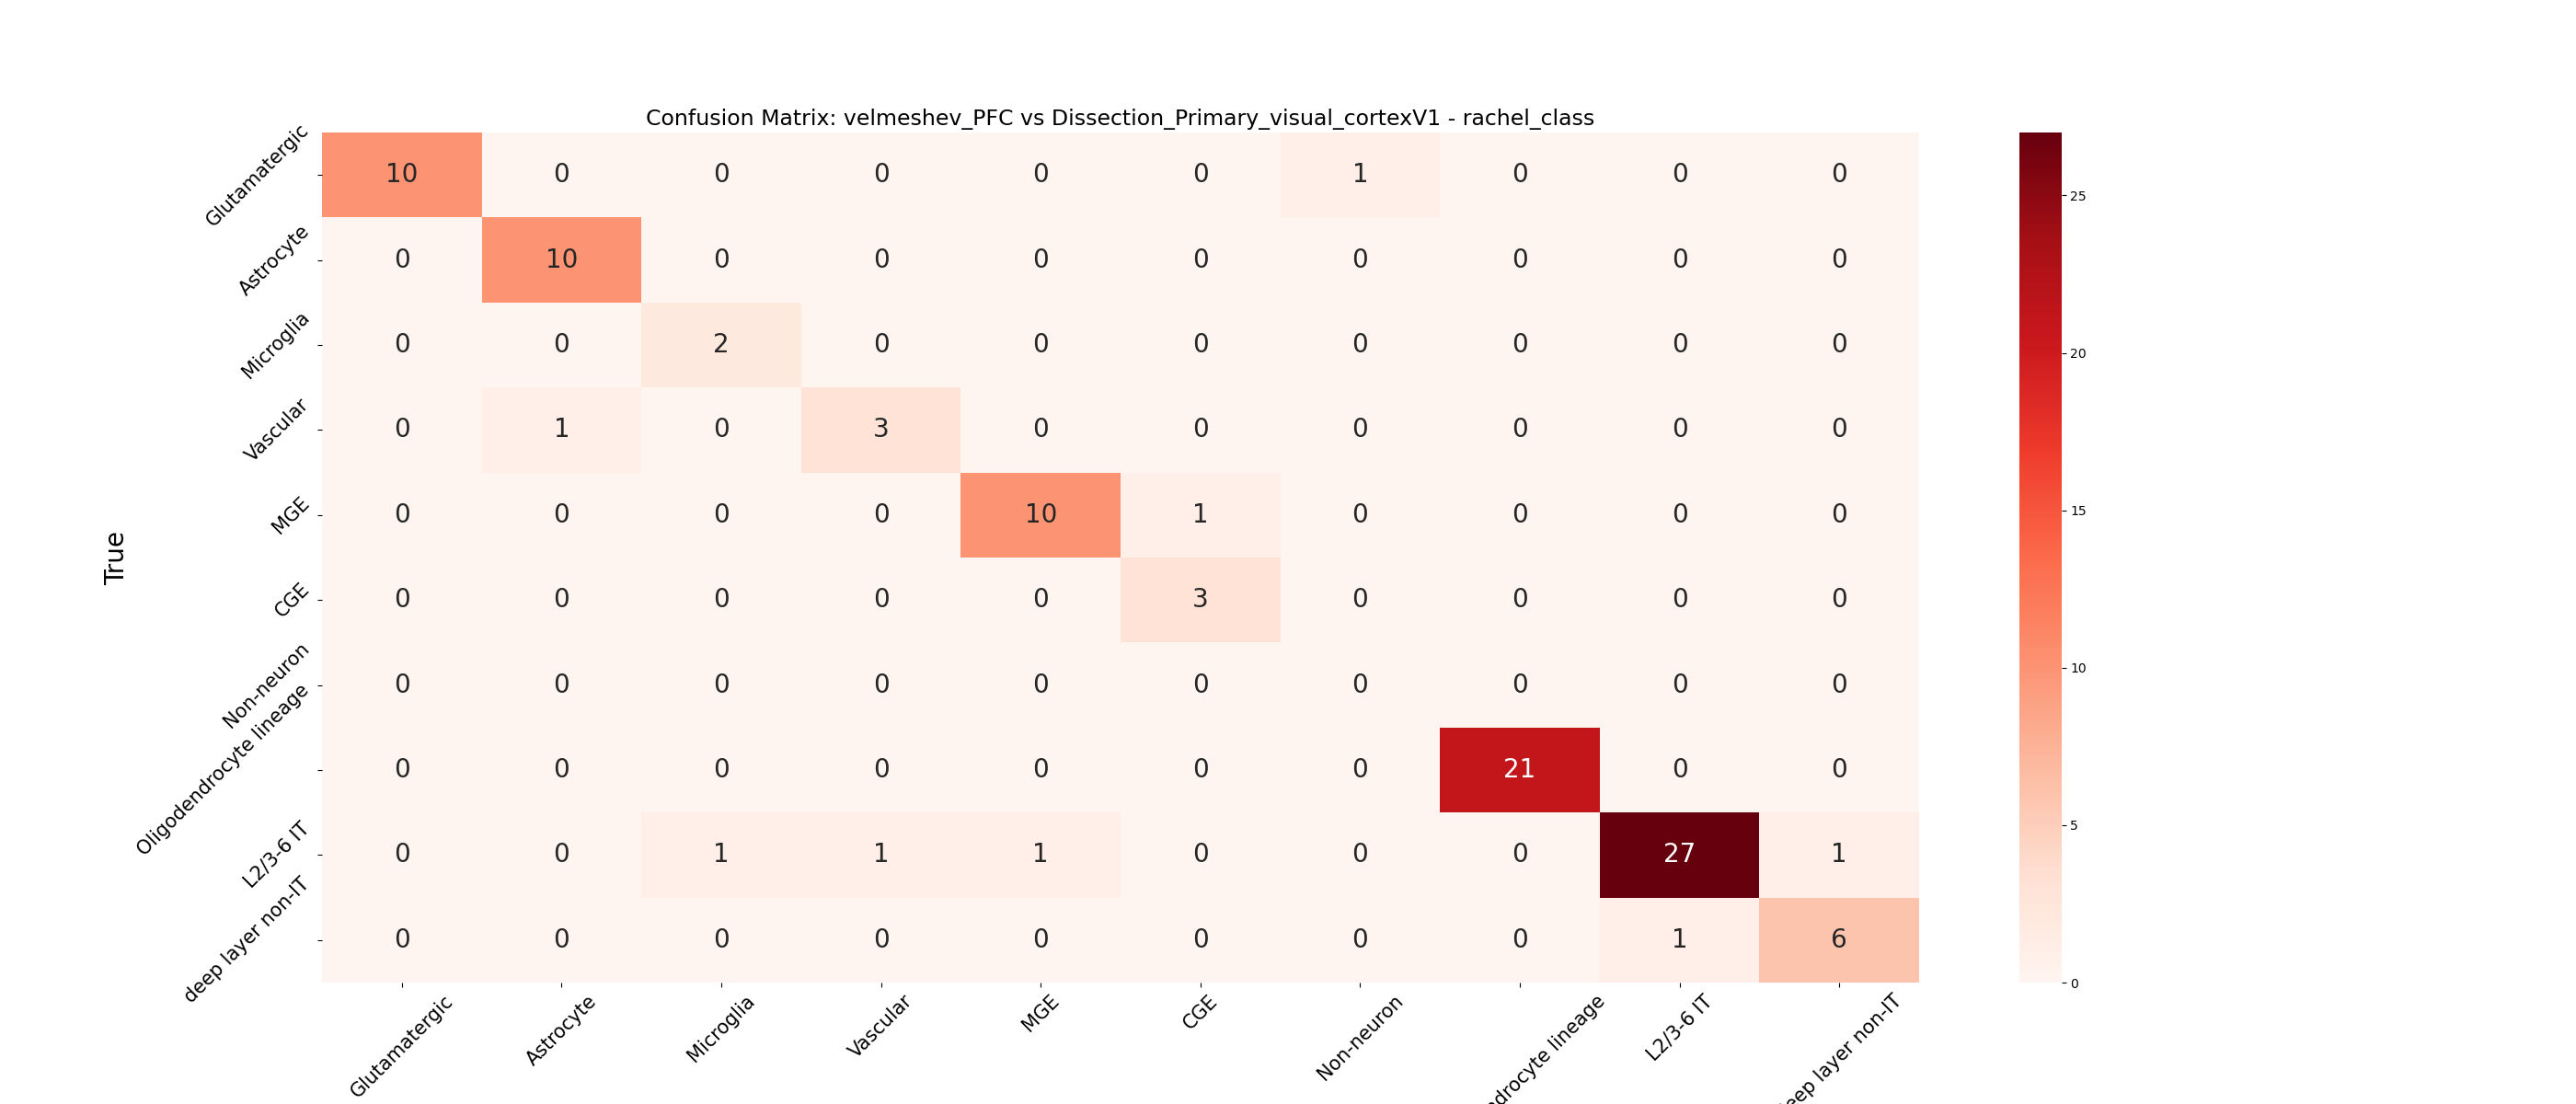 Confusion Matrix: velmeshev_PFC vs Dissection_Primary_visual_cortexV1 - rachel_class
True
Glutamatergic 10 0 0 0 0 0 1 0 0 0
Astrocyte 0 10 0 0 0 0 0 0 0 0
Microglia 0 0 2 0 0 0 0 0 0 0
Vascular 0 1 0 3 0 0 0 0 0 0
MGE 0 0 0 0 10 1 0 0 0 0
CGE 0 0 0 0 0 3 0 0 0 0
Non-neuron 0 0 0 0 0 0 0 0 0 0
Oligodendrocyte lineage 0 0 0 0 0 0 0 21 0 0
L2/3-6 IT 0 0 1 1 1 0 0 0 27 1
deep layer non-IT 0 0 0 0 0 0 0 0 1 6
Glutamatergic Astrocyte Microglia Vascular MGE CGE Non-neuron ndrocyte lineage L2/3-6 IT eep layer non-IT
25
20
15
10
5
0